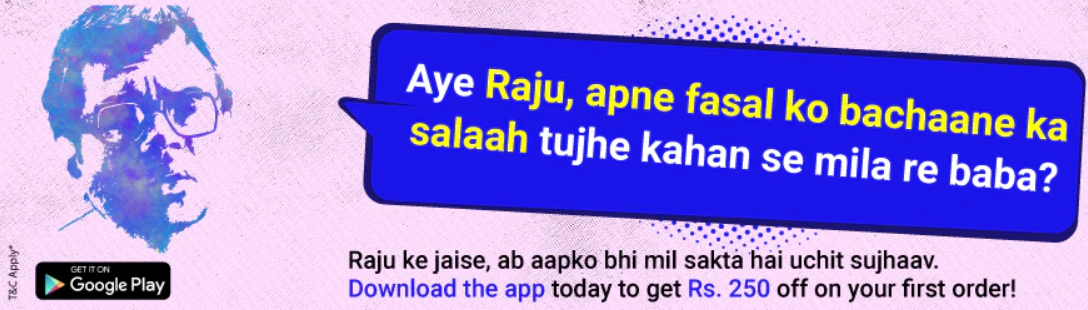 Aye Raju, apne fasal ko bachaane ka
salaah tujhe kahan se mila re baba?
Raju ke jaise, ab aapko bhi mil sakta hai uchit sujhaav.
Download the app today to get Rs. 250 off on your first order!
T&C Apply*
GET IT ON
Google Play